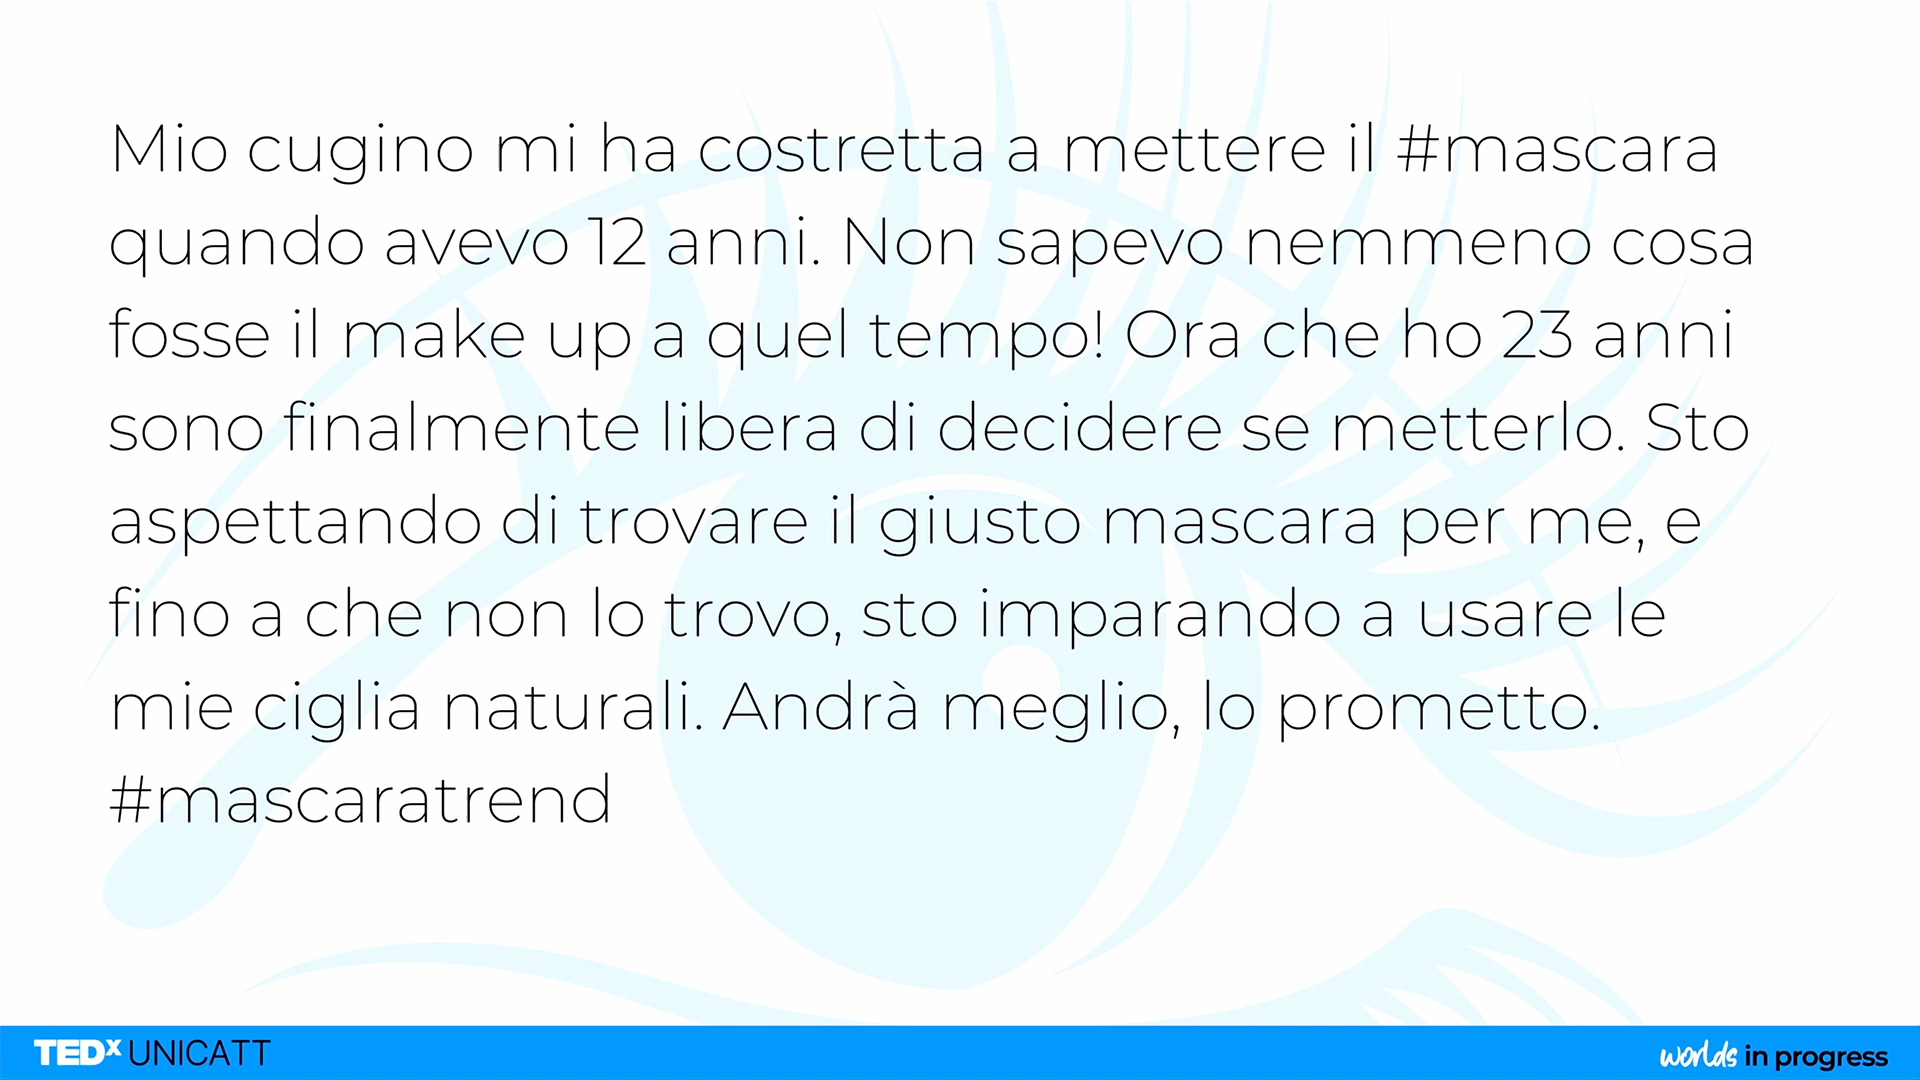 Mio cugino mi ha costretta a mettere il #mascara
quando avevo 12 anni. Non sapevo nemmeno cosa
fosse il make up a quel tempo! Ora che ho 23 anni
sono finalmente libera di decidere se metterlo. Sto
aspettando di trovare il giusto mascara per me, e
fino a che non lo trovo, sto imparando a usare le
mie ciglia naturali. Andrà meglio, lo prometto.
#mascaratrend
TEDx UNICATT
worlds in progress